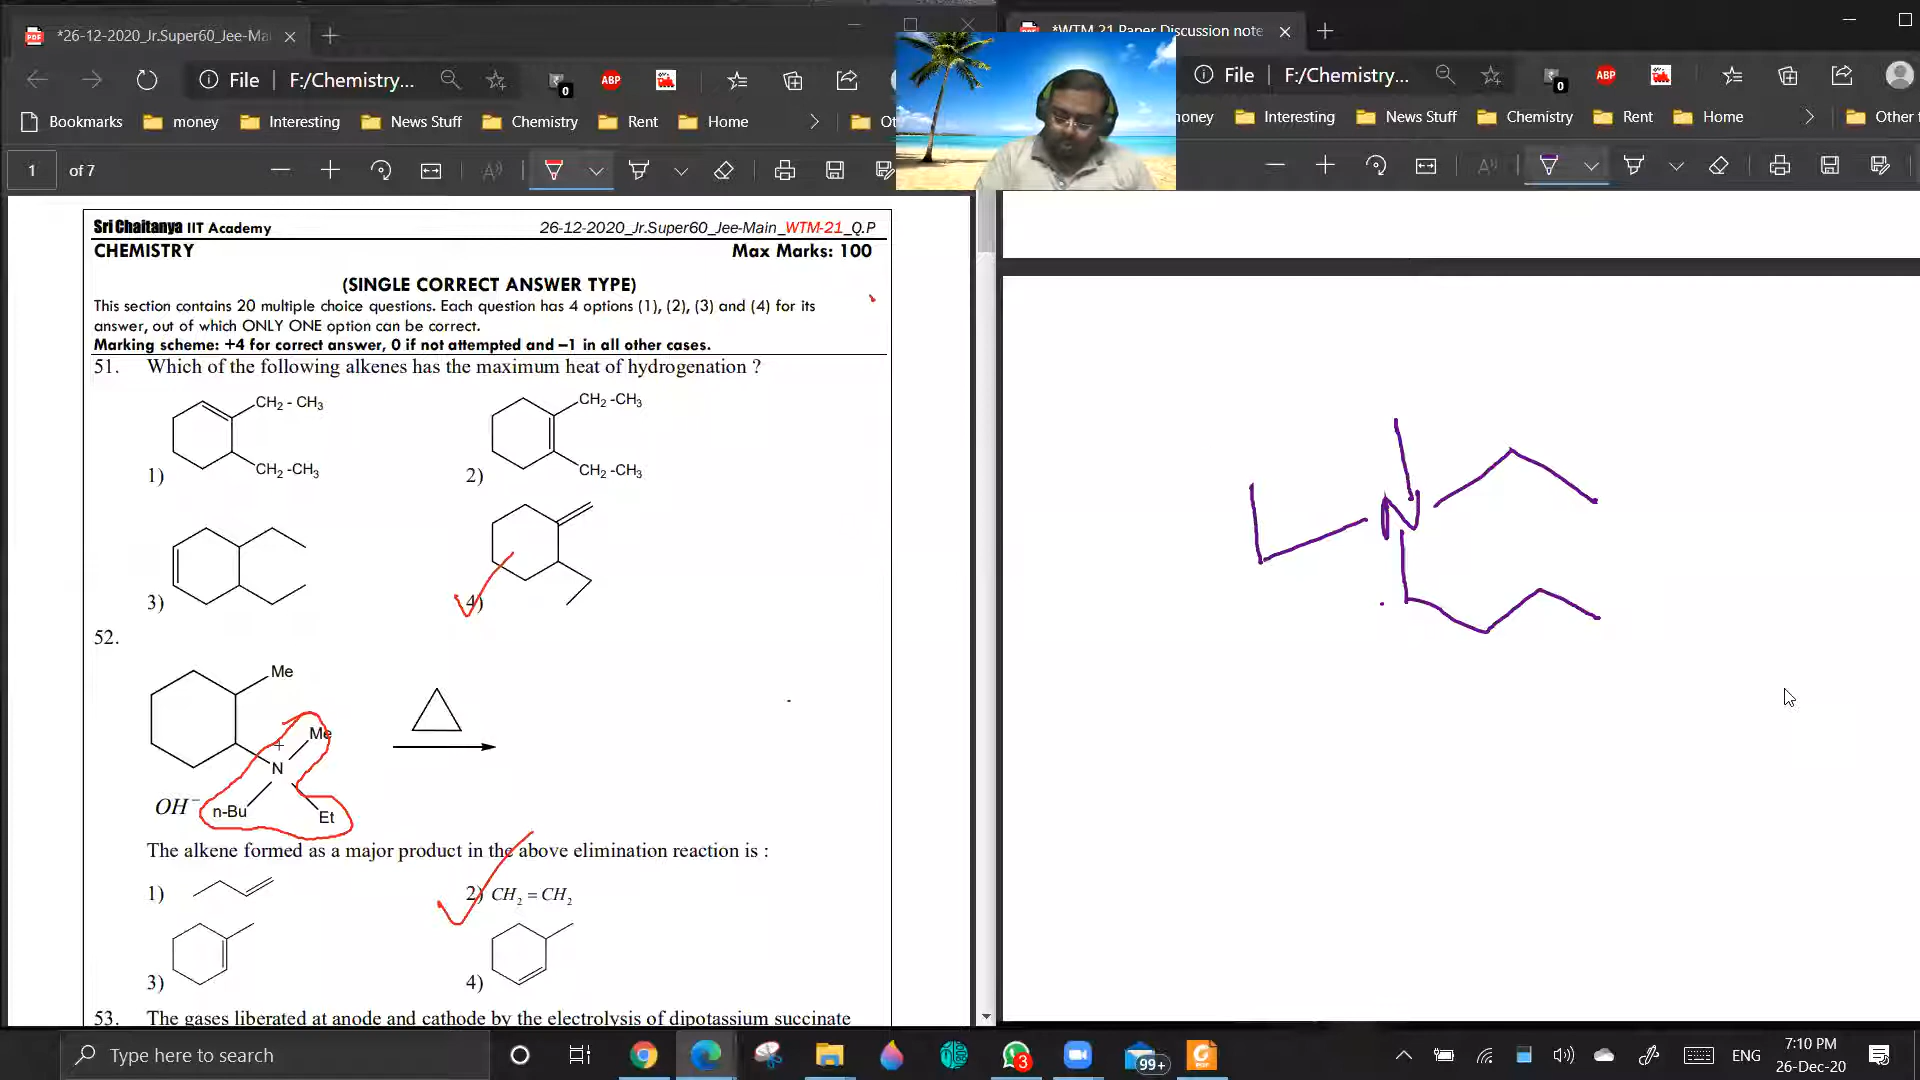 *26-12-2020_Jr.Super60_Jee-Mai
*WTM 21 Paper Discussion note
File F:/Chemistry...
0 ABP
File F:/Chemistry...
0 ABP
Bookmarks money Interesting News Stuff Chemistry Rent Home
money Interesting News Stuff Chemistry Rent Home Other
1 of 7
Sri Chaitanya IIT Academy 26-12-2020_Jr.Super60_Jee-Main_WTM-21_Q.P
CHEMISTRY Max Marks: 100
(SINGLE CORRECT ANSWER TYPE)
This section contains 20 multiple choice questions. Each question has 4 options (1), (2), (3) and (4) for its
answer, out of which ONLY ONE option can be correct.
Marking scheme: +4 for correct answer, 0 if not attempted and –1 in all other cases.
51. Which of the following alkenes has the maximum heat of hydrogenation ?
CH2 - CH3
CH2 -CH3
1)
CH2 -CH3
CH2 -CH3
2)
3)
4)
52.
Me
+
Me
N
OH⁻
n-Bu
Et
The alkene formed as a major product in the above elimination reaction is :
1)
2) CH2 = CH2
3)
4)
53. The gases liberated at anode and cathode by the electrolysis of dipotassium succinate
N
Type here to search
3
99+
ENG
7:10 PM
26-Dec-20